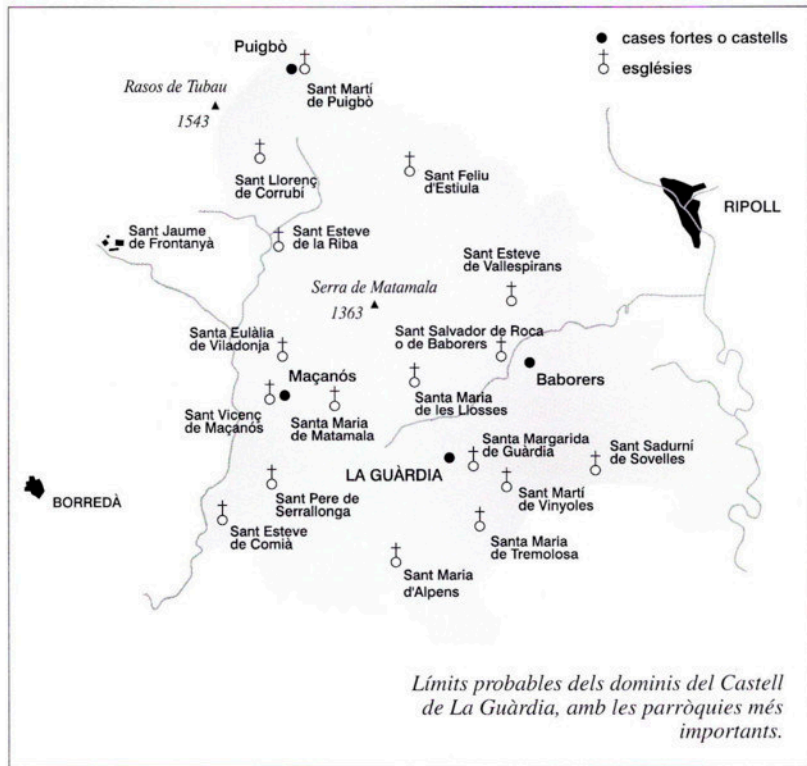 Puigbò
cases fortes o castells
esglésies
Rasos de Tubau
1543
Sant Martí
de Puigbò
Sant Llorenç
de Corrubí
Sant Feliu
d'Estiula
RIPOLL
Sant Jaume
de Frontanyà
Sant Esteve
de la Riba
Sant Esteve
de Vallespirans
Serra de Matamala
1363
Santa Eulàlia
de Viladonja
Sant Salvador de Roca
o de Baborers
Maçanós
Baborers
Sant Vicenç
de Maçanós
Santa Maria
de Matamala
Santa Maria
de les Llosses
LA GUÀRDIA
Santa Margarida
de Guàrdia
Sant Sadurní
de Sovelles
BORREDÀ
Sant Pere de
Serrallonga
Sant Martí
de Vinyoles
Sant Esteve
de Comià
Santa Maria
de Tremolosa
Sant Maria
d'Alpens
Límits probables dels dominis del Castell
de La Guàrdia, amb les parròquies més
importants.